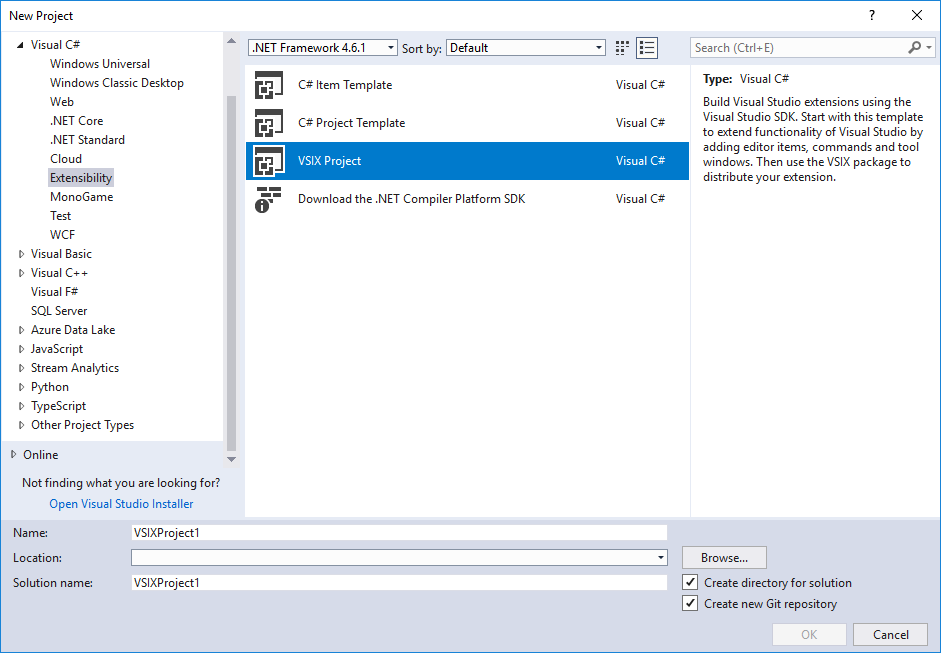 New Project
?
Visual C#
Windows Universal
Windows Classic Desktop
Web
.NET Core
.NET Standard
Cloud
Extensibility
MonoGame
Test
WCF
Visual Basic
Visual C++
Visual F#
SQL Server
Azure Data Lake
JavaScript
Stream Analytics
Python
TypeScript
Other Project Types
Online
Not finding what you are looking for?
Open Visual Studio Installer
.NET Framework 4.6.1 Sort by: Default
C# Item Template Visual C#
C# Project Template Visual C#
VSIX Project Visual C#
Download the .NET Compiler Platform SDK Visual C#
Search (Ctrl+E)
Type: Visual C#
Build Visual Studio extensions using the
Visual Studio SDK. Start with this template
to extend functionality of Visual Studio by
adding editor items, commands and tool
windows. Then use the VSIX package to
distribute your extension.
Name: VSIXProject1
Location: Browse...
Solution name: VSIXProject1
Create directory for solution
Create new Git repository
OK Cancel